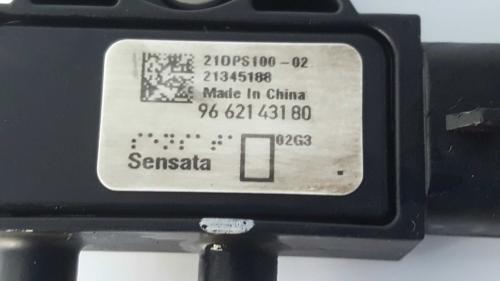 21DPS100-02
21345188
Made in China
96 621 431 80
02G3
Sensata